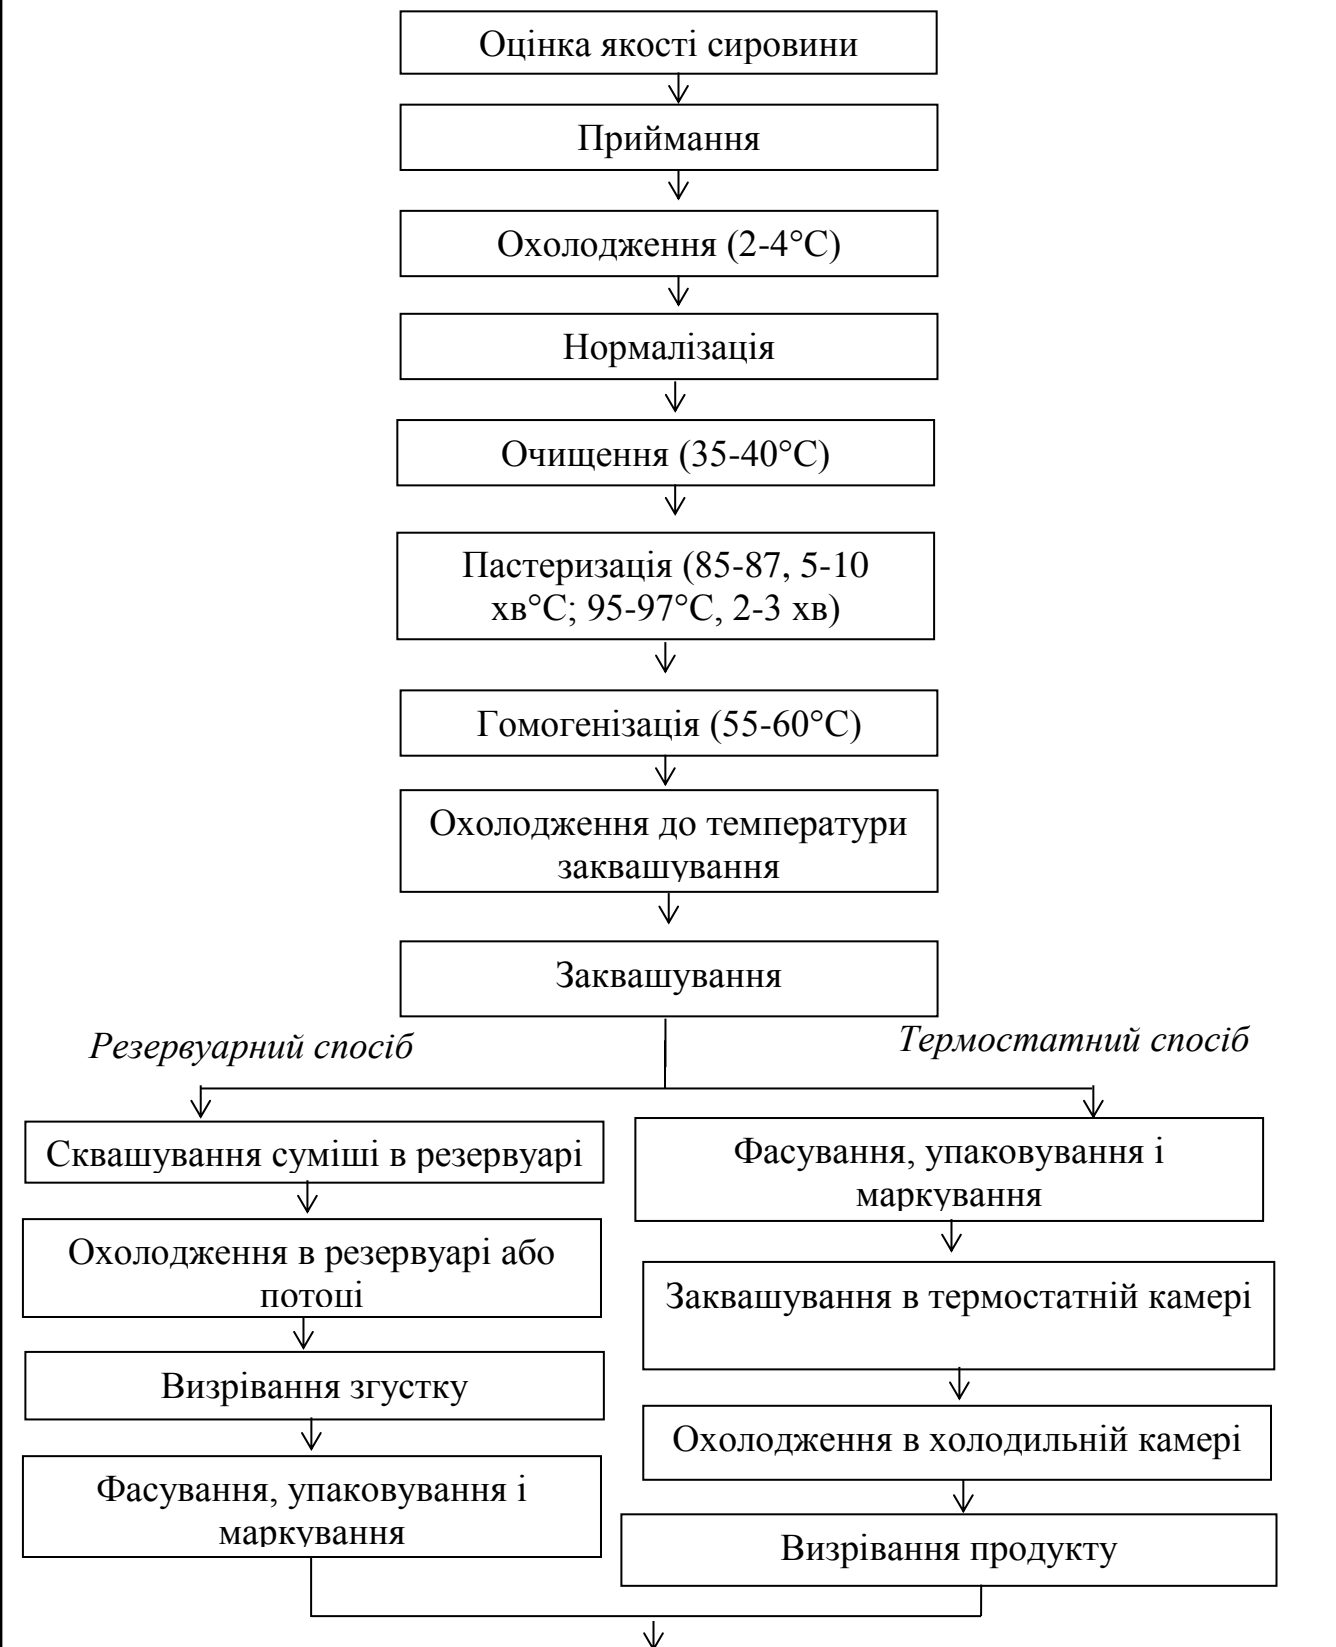 Оцінка якості сировини
Приймання
Охолодження (2-4°С)
Нормалізація
Очищення (35-40°С)
Пастеризація (85-87, 5-10
хв°С; 95-97°С, 2-3 хв)
Гомогенізація (55-60°С)
Охолодження до температури
заквашування
Заквашування
Резервуарний спосіб
Термостатний спосіб
Сквашування суміші в резервуарі
Охолодження в резервуарі або
потоці
Визрівання згустку
Фасування, упаковування і
маркування
Фасування, упаковування і
маркування
Заквашування в термостатній камері
Охолодження в холодильній камері
Визрівання продукту